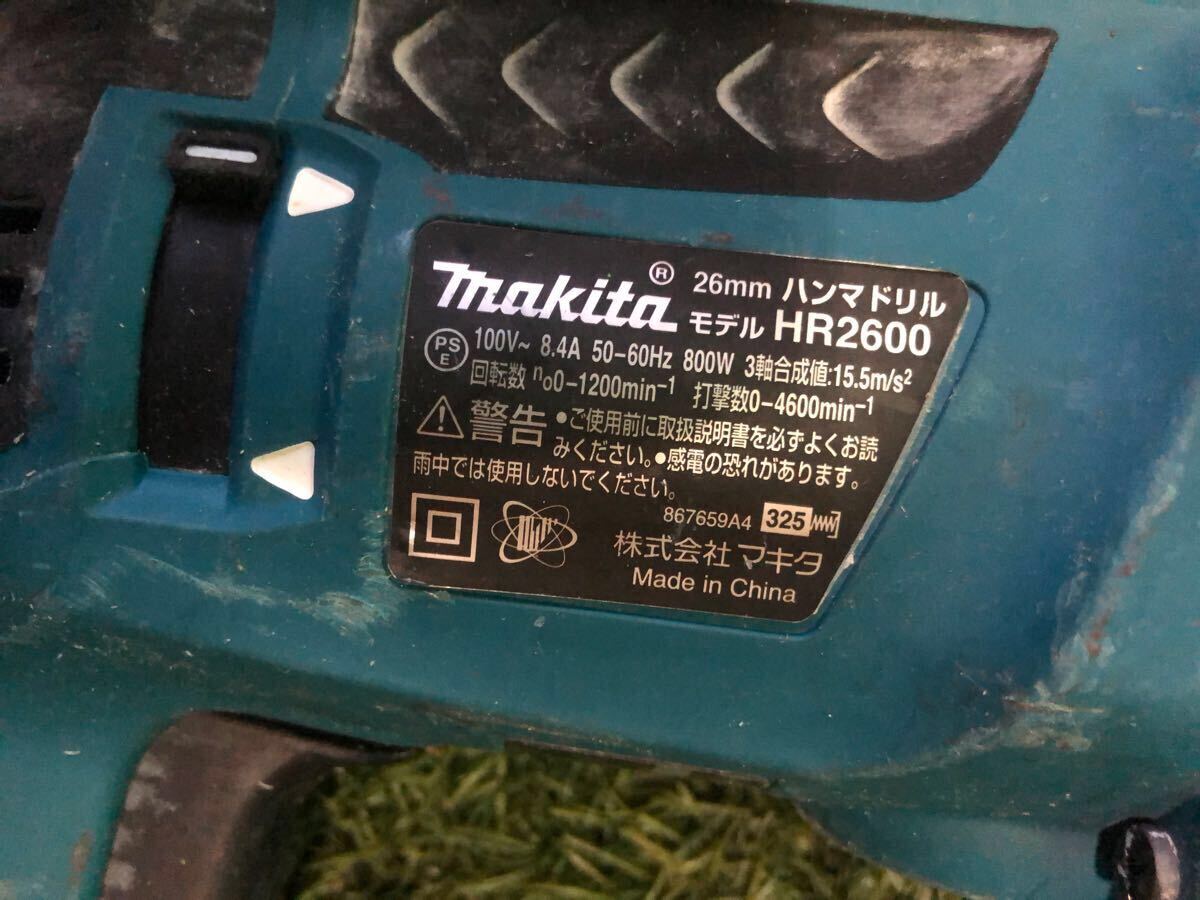 makita® 26mm ハンマドリル
モデル HR2600
PSE 100V~ 8.4A 50-60Hz 800W 3軸合成値:15.5m/s²
回転数 n₀0-1200min⁻¹ 打撃数0-4600min⁻¹
警告 •ご使用前に取扱説明書を必ずよくお読
みください。•感電の恐れがあります。
雨中では使用しないでください。
867659A4 325
株式会社 マキタ
Made in China